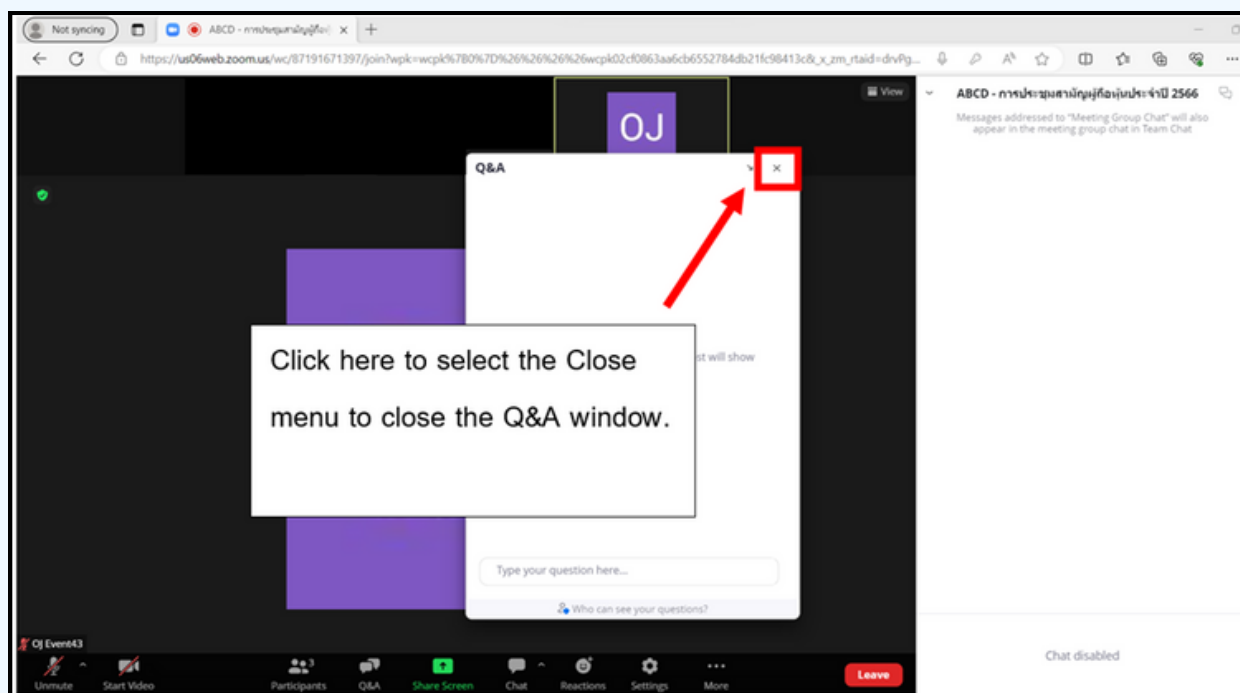 Not syncing
ABCD - การประชุมสามัญผู้ถือหุ้
https://us06web.zoom.us/wc/87191671397/join?wpk=wcpk%7B0%7D%26%26%26%26wcpk02cf0863aa6cb6552784db21fc98413c&_x_zm_rtaid=drvPg...
View
OJ
ABCD - การประชุมสามัญผู้ถือหุ้นประจำปี 2566
Messages addressed to "Meeting Group Chat" will also
appear in the meeting group chat in Team Chat
Q&A
st will show
Click here to select the Close
menu to close the Q&A window.
Type your question here...
Who can see your questions?
Chat disabled
OJ Event43
Unmute
Start Video
3
Participants
Q&A
Share Screen
Chat
Reactions
Settings
More
Leave